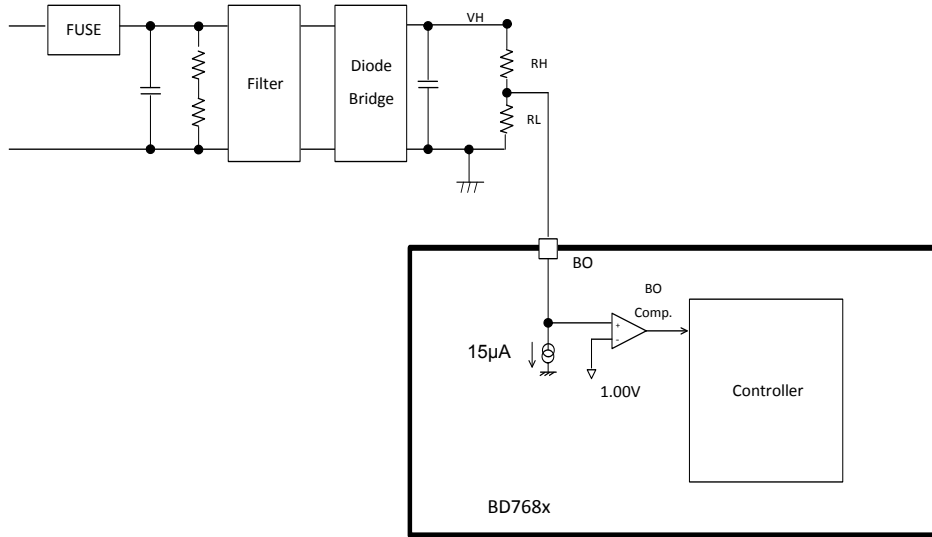 FUSE
Filter
Diode
Bridge
VH
RH
RL
BO
BO
Comp.
+
-
15µA
1.00V
Controller
BD768x